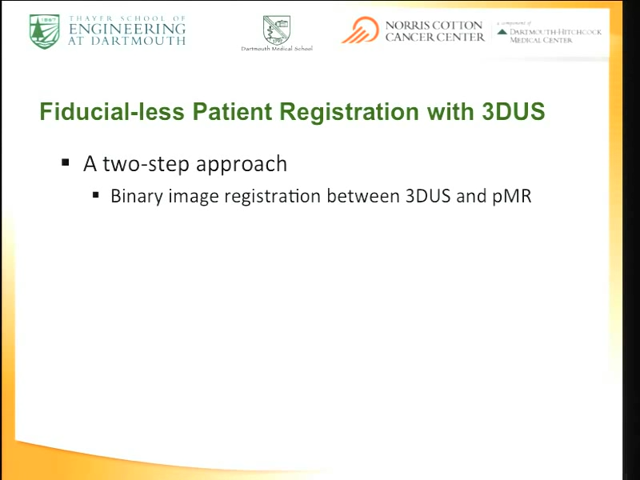 THAYER SCHOOL OF
ENGINEERING
AT DARTMOUTH
Dartmouth Medical School
NORRIS COTTON
CANCER CENTER
A component of
DARTMOUTH-HITCHCOCK
MEDICAL CENTER
Fiducial-less Patient Registration with 3DUS
▪ A two-step approach
▪ Binary image registration between 3DUS and pMR